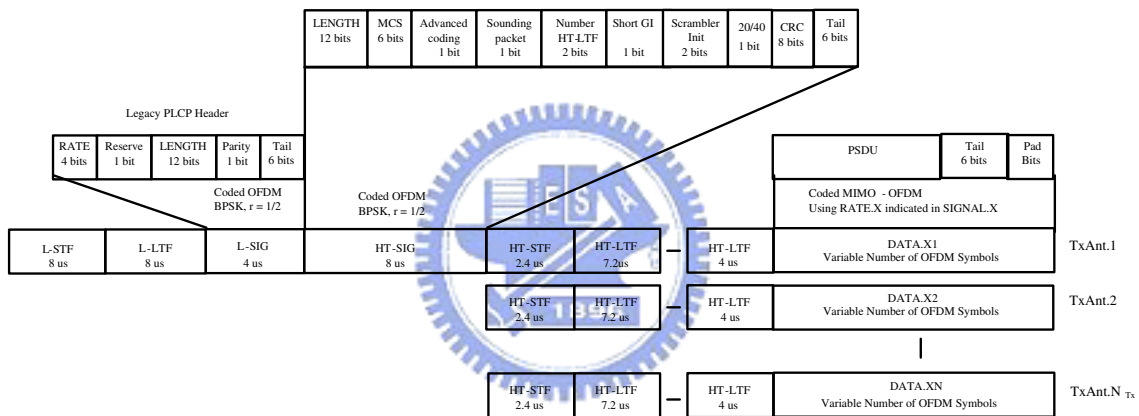 LENGTH
12 bits
MCS
6 bits
Advanced
coding
1 bit
Sounding
packet
1 bit
Number
HT-LTF
2 bits
Short GI
1 bit
Scrambler
Init
2 bits
20/40
1 bit
CRC
8 bits
Tail
6 bits
Legacy PLCP Header
RATE
4 bits
Reserve
1 bit
LENGTH
12 bits
Parity
1 bit
Tail
6 bits
PSDU
Tail
6 bits
Pad
Bits
Coded OFDM
BPSK, r = 1/2
Coded OFDM
BPSK, r = 1/2
Coded MIMO - OFDM
Using RATE.X indicated in SIGNAL.X
L-STF
8 us
L-LTF
8 us
L-SIG
4 us
HT-SIG
8 us
HT-STF
2.4 us
HT-LTF
7.2us
HT-LTF
4 us
DATA.X1
Variable Number of OFDM Symbols
TxAnt.1
HT-STF
2.4 us
HT-LTF
7.2 us
HT-LTF
4 us
DATA.X2
Variable Number of OFDM Symbols
TxAnt.2
HT-STF
2.4 us
HT-LTF
7.2 us
HT-LTF
4 us
DATA.XN
Variable Number of OFDM Symbols
TxAnt.N Tx
E S A
1896